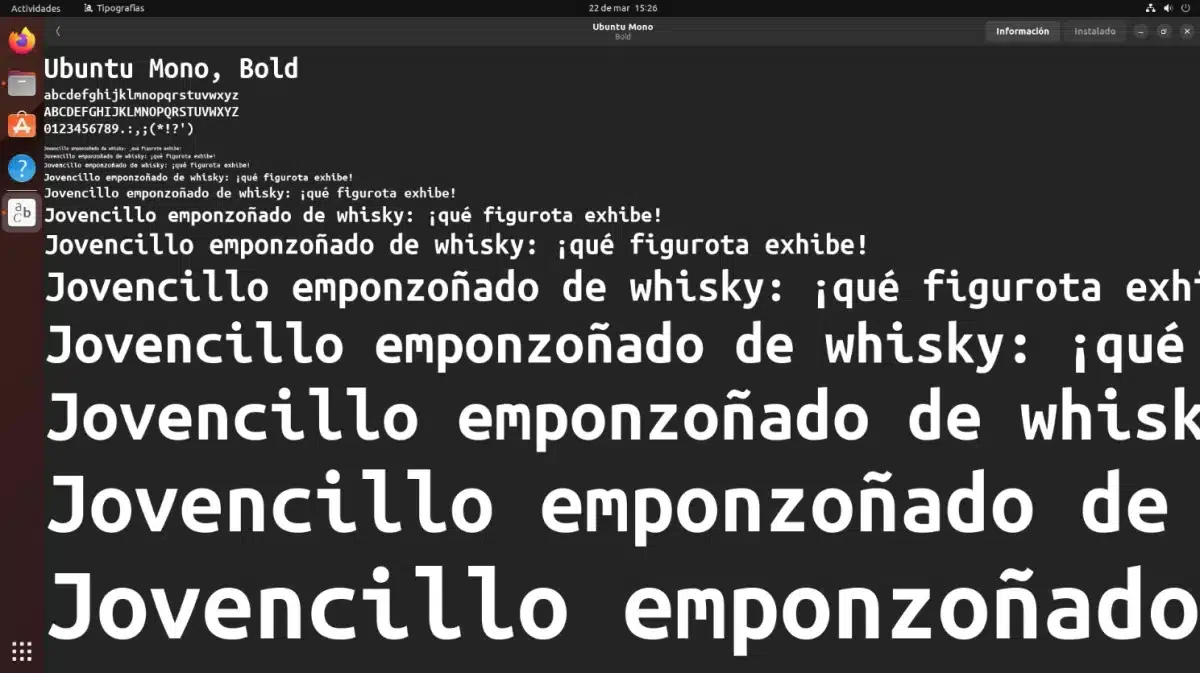 Actividades Tipografías 22 de mar 15:26
Ubuntu Mono
Bold
Información Instalado
Ubuntu Mono, Bold
abcdefghijklmnopqrstuvwxyz
ABCDEFGHIJKLMNOPQRSTUVWXYZ
0123456789.:,;(*!?')
Jovencillo emponzoñado de whisky: ¡qué figurota exhibe!
Jovencillo emponzoñado de whisky: ¡qué figurota exhibe!
Jovencillo emponzoñado de whisky: ¡qué figurota exhibe!
Jovencillo emponzoñado de whisky: ¡qué figurota exhibe!
Jovencillo emponzoñado de whisky: ¡qué figurota exhibe!
Jovencillo emponzoñado de whisky: ¡qué figurota exhibe!
Jovencillo emponzoñado de whisky: ¡qué figurota exhibe!
Jovencillo emponzoñado de whisky: ¡qué figurota exhi
Jovencillo emponzoñado de whisky: ¡qué
Jovencillo emponzoñado de whisk
Jovencillo emponzoñado de
Jovencillo emponzoñado